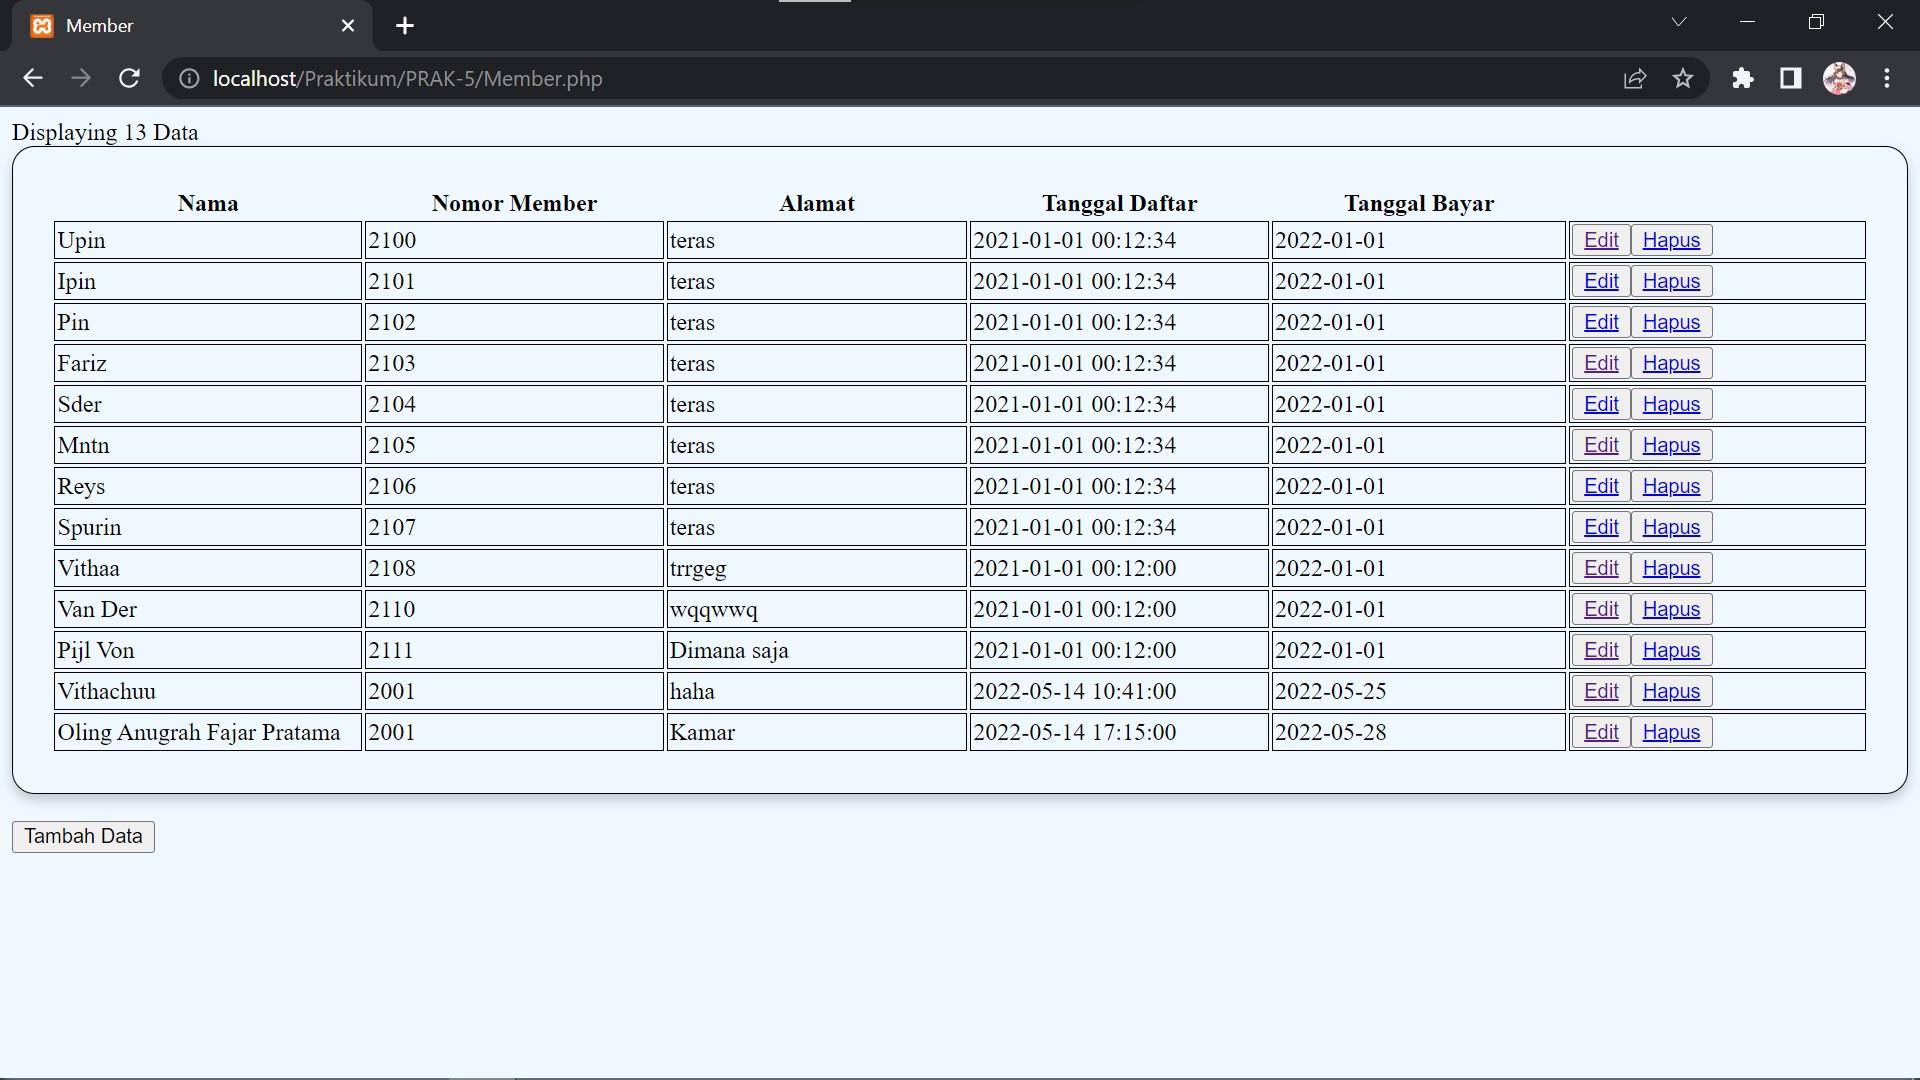 Member
localhost/Praktikum/PRAK-5/Member.php
Displaying 13 Data
Nama Nomor Member Alamat Tanggal Daftar Tanggal Bayar
Upin 2100 teras 2021-01-01 00:12:34 2022-01-01 Edit Hapus
Ipin 2101 teras 2021-01-01 00:12:34 2022-01-01 Edit Hapus
Pin 2102 teras 2021-01-01 00:12:34 2022-01-01 Edit Hapus
Fariz 2103 teras 2021-01-01 00:12:34 2022-01-01 Edit Hapus
Sder 2104 teras 2021-01-01 00:12:34 2022-01-01 Edit Hapus
Mntn 2105 teras 2021-01-01 00:12:34 2022-01-01 Edit Hapus
Reys 2106 teras 2021-01-01 00:12:34 2022-01-01 Edit Hapus
Spurin 2107 teras 2021-01-01 00:12:34 2022-01-01 Edit Hapus
Vithaa 2108 trrgeg 2021-01-01 00:12:00 2022-01-01 Edit Hapus
Van Der 2110 wqqwwq 2021-01-01 00:12:00 2022-01-01 Edit Hapus
Pijl Von 2111 Dimana saja 2021-01-01 00:12:00 2022-01-01 Edit Hapus
Vithachuu 2001 haha 2022-05-14 10:41:00 2022-05-25 Edit Hapus
Oling Anugrah Fajar Pratama 2001 Kamar 2022-05-14 17:15:00 2022-05-28 Edit Hapus
Tambah Data